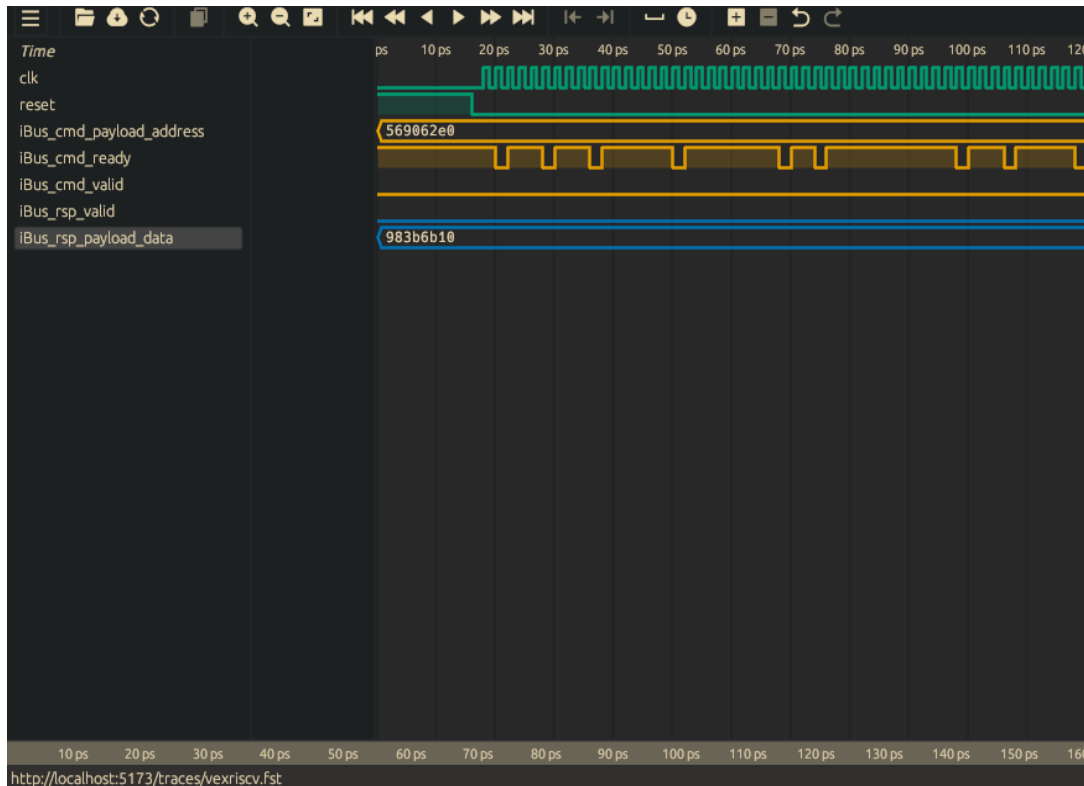 Time ps 10 ps 20 ps 30 ps 40 ps 50 ps 60 ps 70 ps 80 ps 90 ps 100 ps 110 ps 12
clk
reset
iBus_cmd_payload_address 569062e0
iBus_cmd_ready
iBus_cmd_valid
iBus_rsp_valid
iBus_rsp_payload_data 983b6b10
10 ps 20 ps 30 ps 40 ps 50 ps 60 ps 70 ps 80 ps 90 ps 100 ps 110 ps 120 ps 130 ps 140 ps 150 ps 16
http://localhost:5173/traces/vexriscv.fst